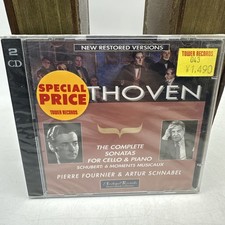 2 CD
NEW RESTORED VERSIONS
TOWER RECORDS
043
¥1,490
SPECIAL
PRICE
TOWER RECORDS
THOVEN
THE COMPLETE
SONATAS
FOR CELLO & PIANO
SCHUBERT: 6 MOMENTS MUSICAUX
PIERRE FOURNIER & ARTUR SCHNABEL